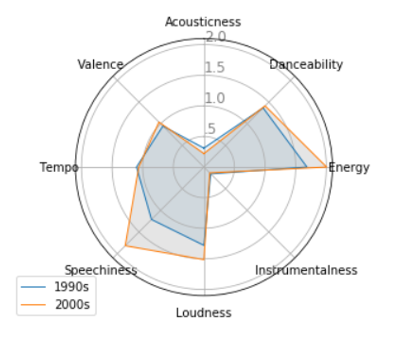 Acousticness
2.0
Valence
Danceability
1.5
1.0
.5
Tempo
Energy
Speechiness
Instrumentalness
1990s
2000s
Loudness